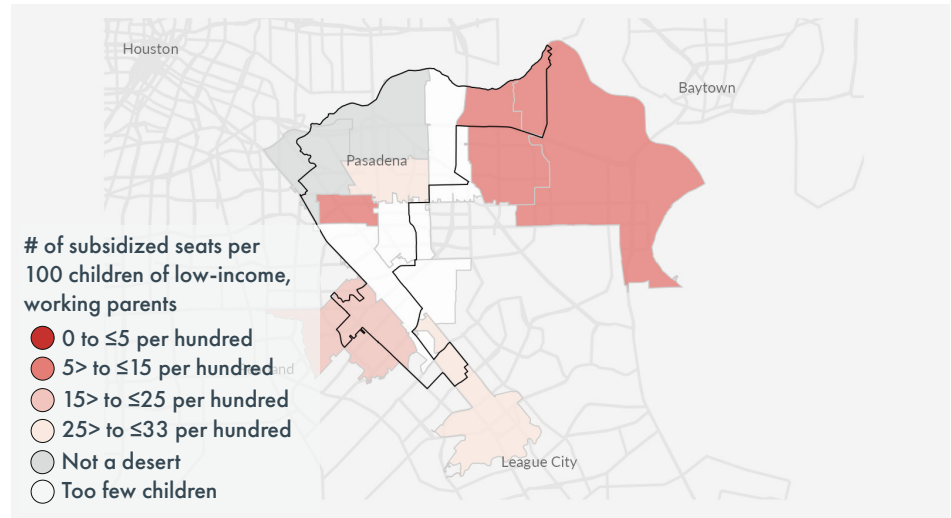 Houston
Baytown
Pasadena
# of subsidized seats per
100 children of low-income,
working parents
0 to ≤5 per hundred
5> to ≤15 per hundred
15> to ≤25 per hundred
25> to ≤33 per hundred
League City
Not a desert
Too few children